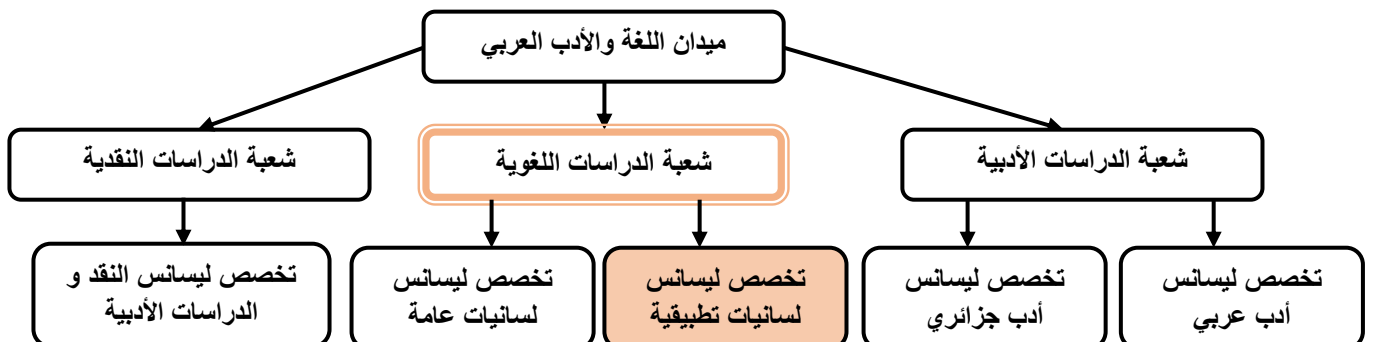 ميدان اللغة والأدب العربي
شعبة الدراسات الأدبية
شعبة الدراسات اللغوية
شعبة الدراسات النقدية
تخصص ليسانس
أدب عربي
تخصص ليسانس
أدب جزائري
تخصص ليسانس
لسانيات تطبيقية
تخصص ليسانس
لسانيات عامة
تخصص ليسانس النقد و
الدراسات الأدبية